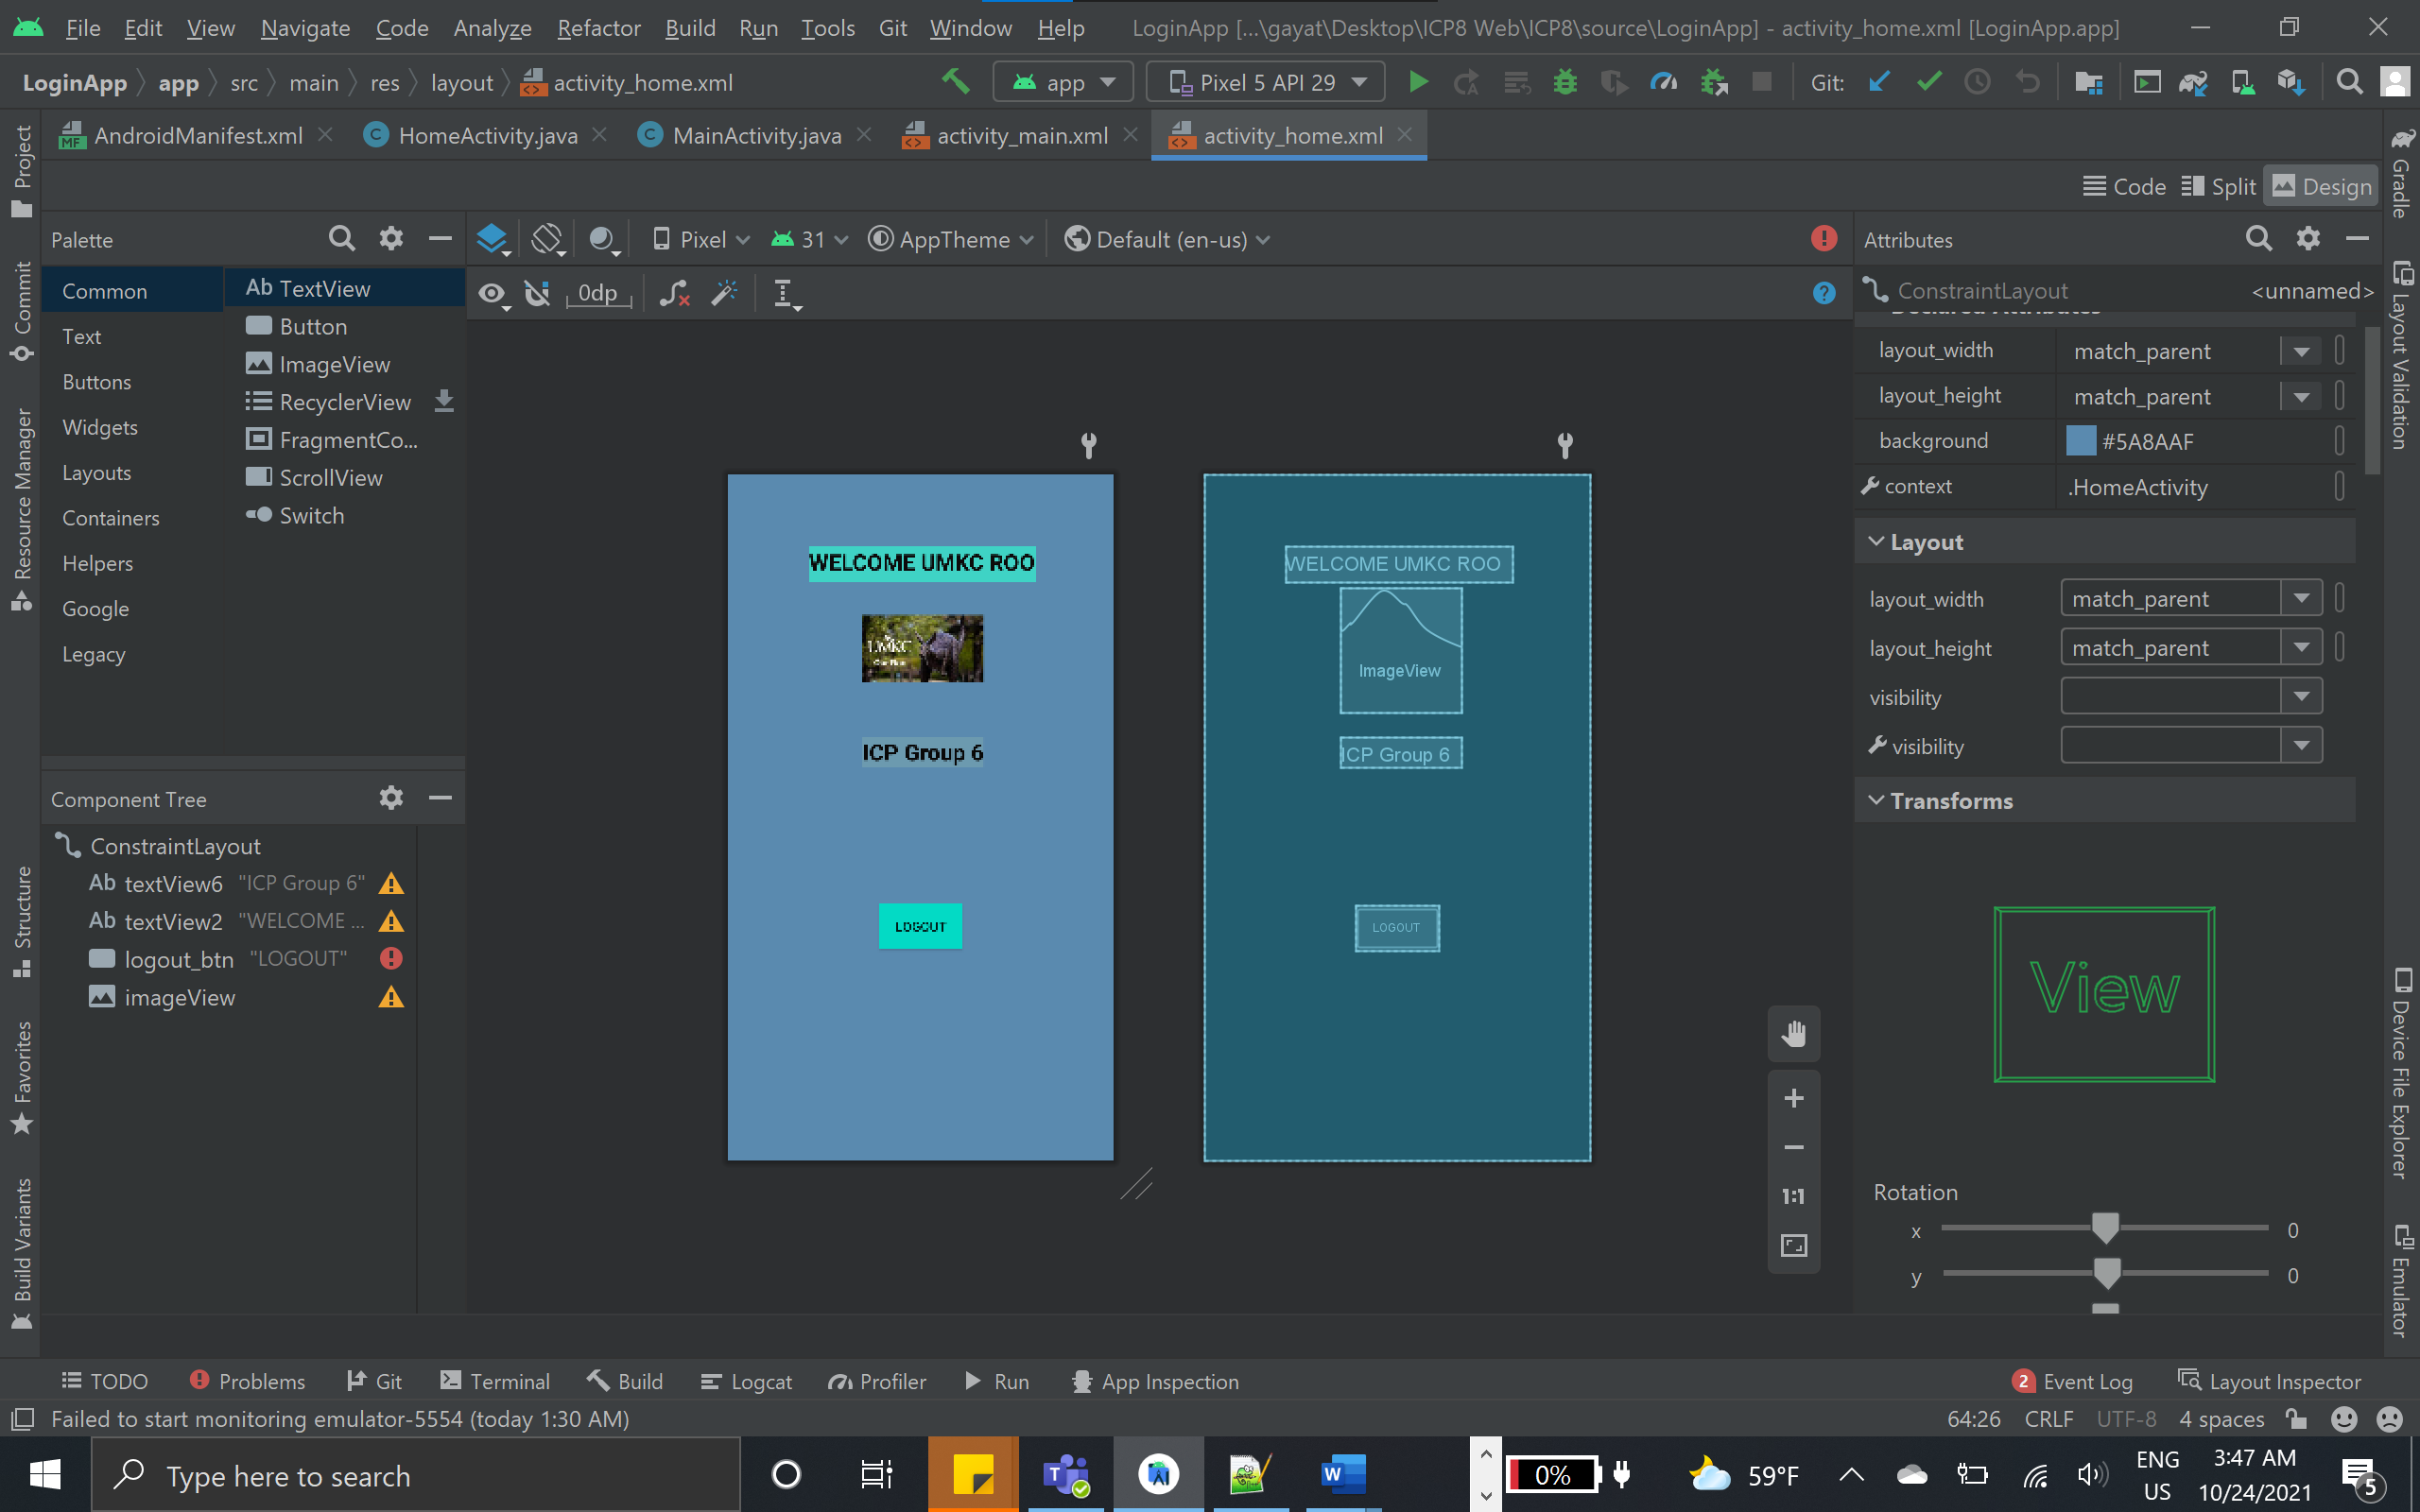 File Edit View Navigate Code Analyze Refactor Build Run Tools Git Window Help LoginApp [...\gayat\Desktop\ICP8 Web\ICP8\source\LoginApp] - activity_home.xml [LoginApp.app]
LoginApp app src main res layout activity_home.xml app Pixel 5 API 29 Git:
AndroidManifest.xml HomeActivity.java MainActivity.java activity_main.xml activity_home.xml
Code Split Design
Palette Pixel 31 AppTheme Default (en-us) Attributes
0dp ConstraintLayout <unnamed>
Common
Text
Buttons
Widgets
Layouts
Containers
Helpers
Google
Legacy
Ab TextView
Button
ImageView
RecyclerView
FragmentCo...
ScrollView
Switch
Component Tree
ConstraintLayout
Ab textView6 "ICP Group 6"
Ab textView2 "WELCOME ...
logout_btn "LOGOUT"
imageView
WELCOME UMKC ROO
UMKC
ICP Group 6
LOGOUT
WELCOME UMKC ROO
ImageView
ICP Group 6
LOGOUT
1:1
Declared Attributes
layout_width match_parent
layout_height match_parent
background #5A8AAF
context .HomeActivity
Layout
layout_width match_parent
layout_height match_parent
visibility
visibility
Transforms
View
Rotation
x 0
y 0
Project
Commit
Resource Manager
Structure
Favorites
Build Variants
Gradle
Layout Validation
Device File Explorer
Emulator
TODO Problems Git Terminal Build Logcat Profiler Run App Inspection 2 Event Log Layout Inspector
Failed to start monitoring emulator-5554 (today 1:30 AM) 64:26 CRLF UTF-8 4 spaces
Type here to search 0% 59°F ENG 3:47 AM
US 10/24/2021 5